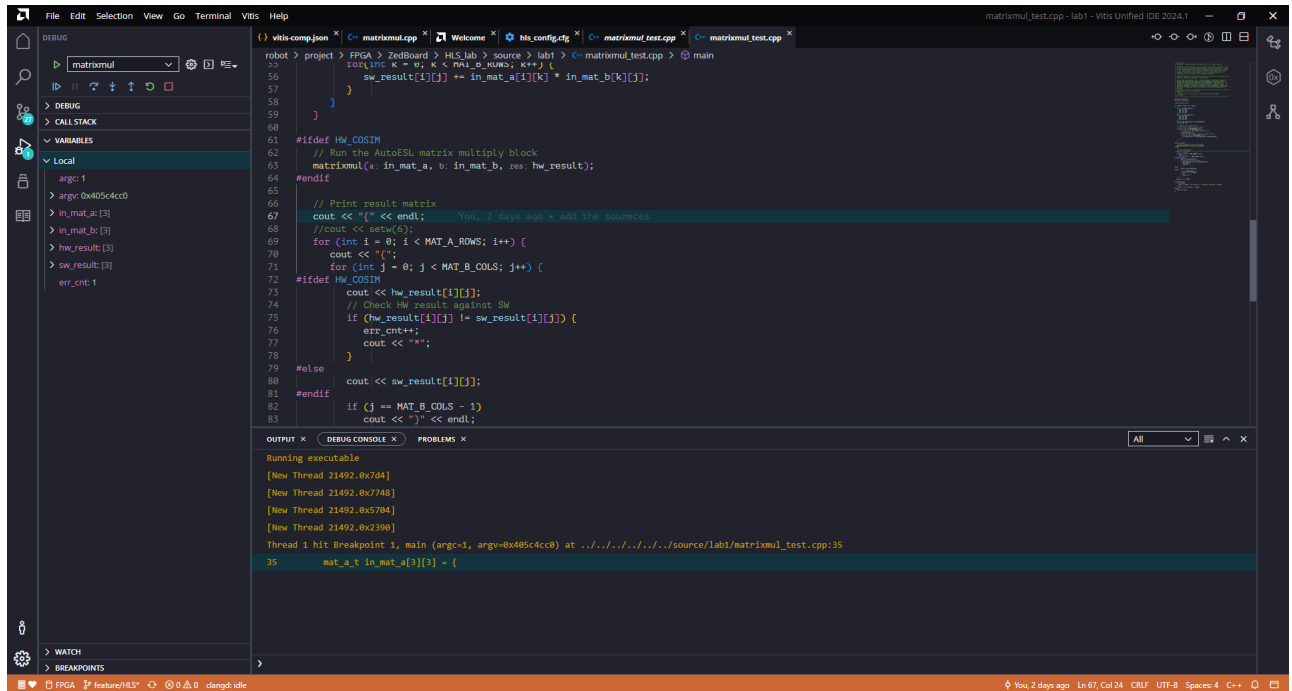 File Edit Selection View Go Terminal Vitis Help
matrixmul_test.cpp - lab1 - Vitis Unified IDE 2024.1
DEBUG
matrixmul
> DEBUG
> CALL STACK
VARIABLES
Local
argc: 1
> argv: 0x405c4cc0
> in_mat_a: [3]
> in_mat_b: [3]
> hw_result: [3]
> sw_result: [3]
err_cnt: 1
> WATCH
> BREAKPOINTS
27
1
{.} vitis-comp.json × C++ matrixmul.cpp × Welcome × hls_config.cfg × C++ matrixmul_test.cpp × C++ matrixmul_test.cpp ×
robot > project > FPGA > ZedBoard > HLS_lab > source > lab1 > C++ matrixmul_test.cpp > main
55 for(int k = 0; k < MAT_B_ROWS; k++) {
56 sw_result[i][j] += in_mat_a[i][k] * in_mat_b[k][j];
57 }
58 }
59 }
60
61 #ifdef HW_COSIM
62 // Run the AutoESL matrix multiply block
63 matrixmul(a: in_mat_a, b: in_mat_b, res: hw_result);
64 #endif
65
66 // Print result matrix
67 cout << "{" << endl; You, 2 days ago • add the soureces
68 //cout << setw(6);
69 for (int i = 0; i < MAT_A_ROWS; i++) {
70 cout << "{";
71 for (int j = 0; j < MAT_B_COLS; j++) {
72 #ifdef HW_COSIM
73 cout << hw_result[i][j];
74 // Check HW result against SW
75 if (hw_result[i][j] != sw_result[i][j]) {
76 err_cnt++;
77 cout << "*";
78 }
79 #else
80 cout << sw_result[i][j];
81 #endif
82 if (j == MAT_B_COLS - 1)
83 cout << "}" << endl;
OUTPUT × DEBUG CONSOLE × PROBLEMS ×
All
Running executable
[New Thread 21492.0x7d4]
[New Thread 21492.0x7748]
[New Thread 21492.0x5704]
[New Thread 21492.0x2390]
Thread 1 hit Breakpoint 1, main (argc=1, argv=0x405c4cc0) at ../../../../../../source/lab1/matrixmul_test.cpp:35
35 mat_a_t in_mat_a[3][3] = {
>
FPGA feature/HLS* 0 0 clangd: idle
You, 2 days ago Ln 67, Col 24 CRLF UTF-8 Spaces: 4 C++